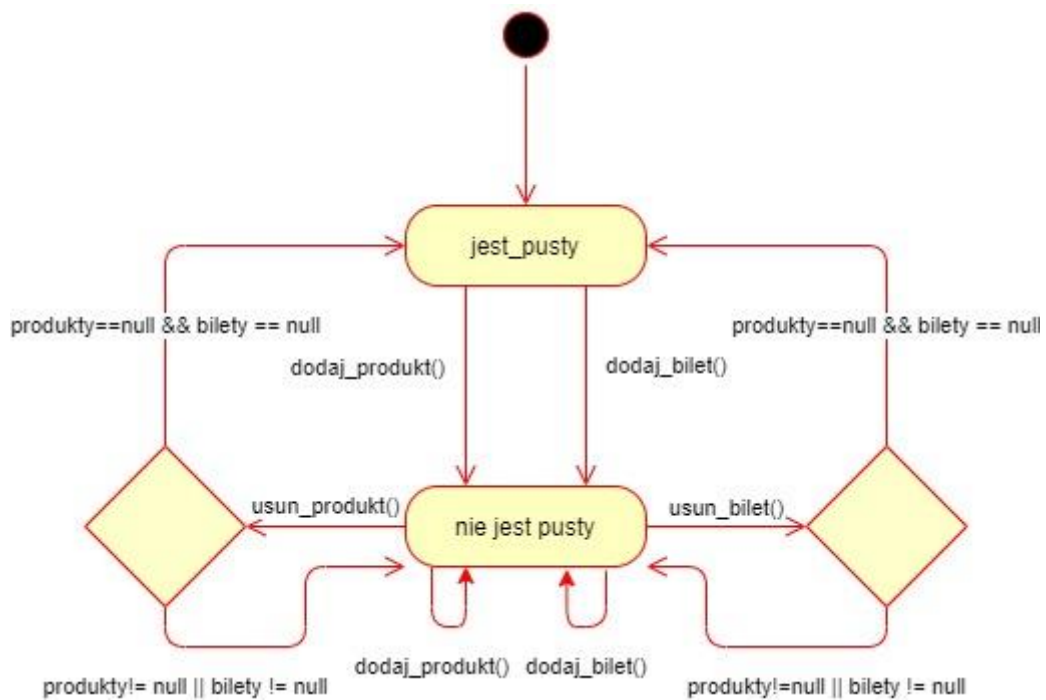 jest_pusty
produkty==null && bilety == null
produkty==null && bilety == null
dodaj_produkt()
dodaj_bilet()
usun_produkt()
nie jest pusty
usun_bilet()
dodaj_produkt()
dodaj_bilet()
produkty!= null || bilety != null
produkty!=null || bilety != null